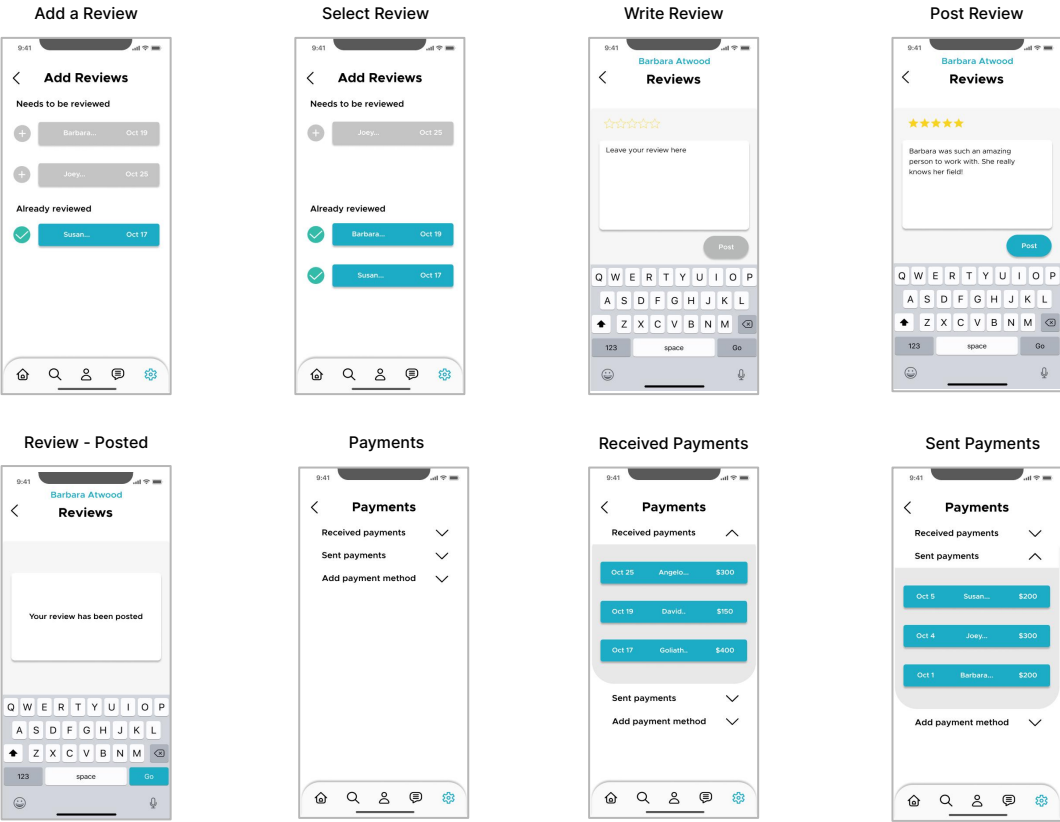 Add a Review
9:41
Add Reviews
Needs to be reviewed
Barbara... Oct 19
Joey... Oct 25
Already reviewed
Susan... Oct 17
Select Review
9:41
Add Reviews
Needs to be reviewed
Joey... Oct 25
Already reviewed
Barbara... Oct 19
Susan... Oct 17
Write Review
9:41
Barbara Atwood
Reviews
Leave your review here
Post
Q W E R T Y U I O P
A S D F G H J K L
Z X C V B N M
123 space Go
Post Review
9:41
Barbara Atwood
Reviews
Barbara was such an amazing
person to work with. She really
knows her field!
Post
Q W E R T Y U I O P
A S D F G H J K L
Z X C V B N M
123 space Go
Review - Posted
9:41
Barbara Atwood
Reviews
Your review has been posted
Q W E R T Y U I O P
A S D F G H J K L
Z X C V B N M
123 space Go
Payments
9:41
Payments
Received payments
Sent payments
Add payment method
Received Payments
9:41
Payments
Received payments
Oct 25 Angelo... $300
Oct 19 David.. $150
Oct 17 Goliath.. $400
Sent payments
Add payment method
Sent Payments
9:41
Payments
Received payments
Sent payments
Oct 5 Susan... $200
Oct 4 Joey... $300
Oct 1 Barbara... $200
Add payment method